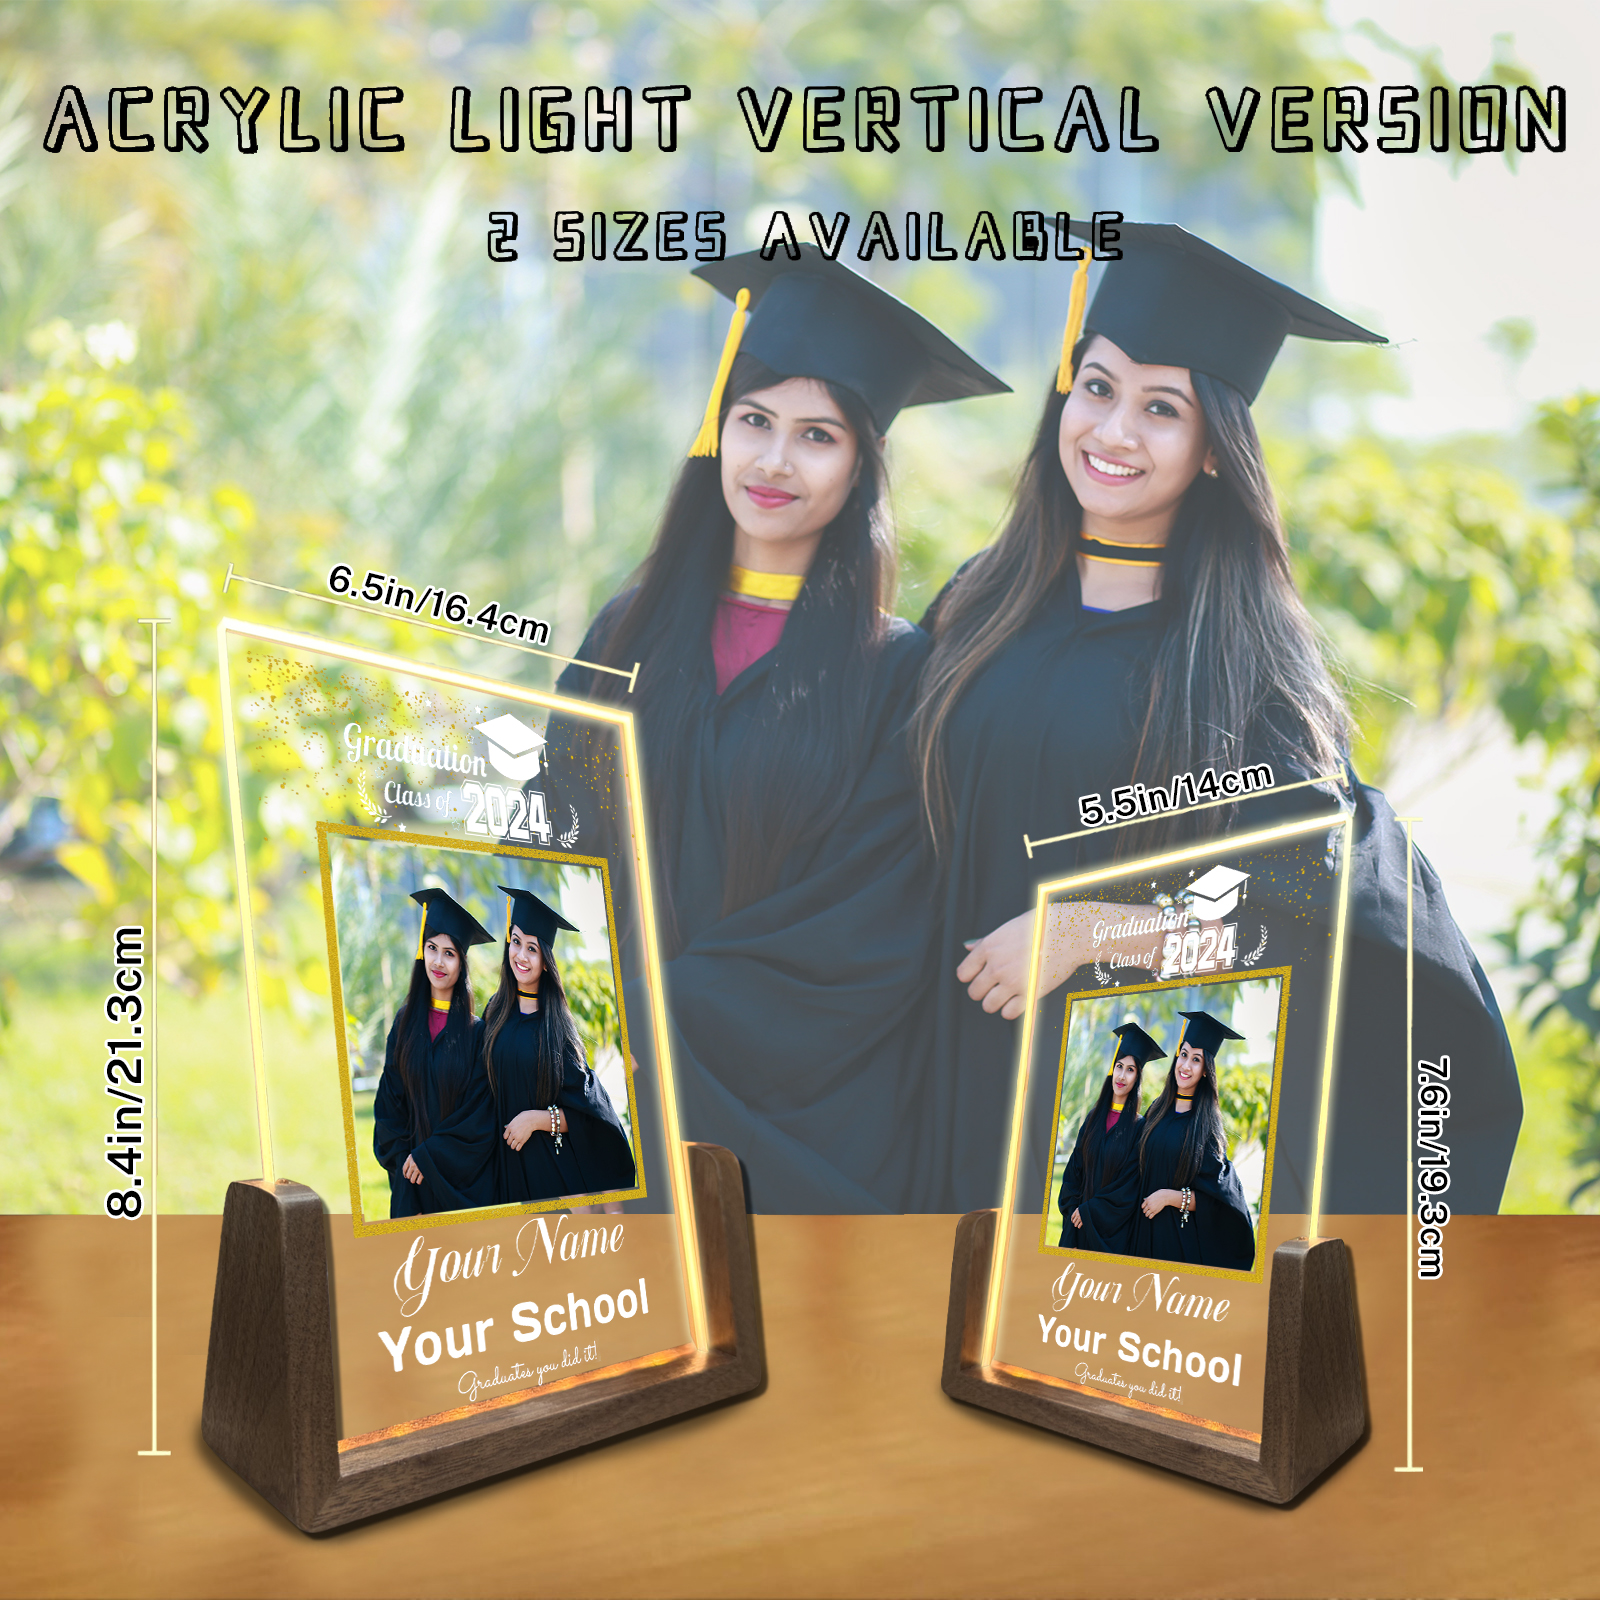 ACRYLIC LIGHT VERTICAL VERSION
2 SIZES AVAILABLE
6.5in/16.4cm
8.4in/21.3cm
Graduation
Class of 2024
Your Name
Your School
Graduates you did it!
5.5in/14cm
7.6in/19.3cm
Graduation
Class of 2024
Your Name
Your School
Graduates you did it!